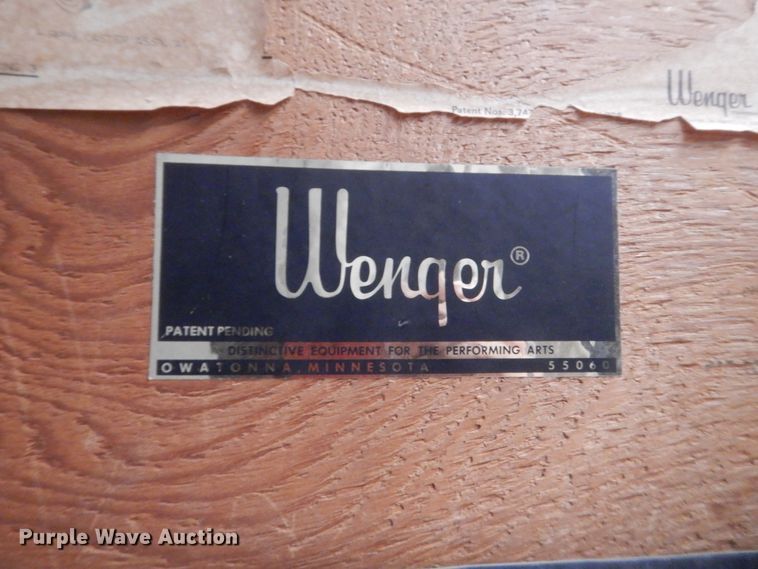 Wenger
Patent Nos. 3,74
Wenger®
PATENT PENDING
DISTINCTIVE EQUIPMENT FOR THE PERFORMING ARTS
OWATONNA, MINNESOTA 55060
Purple Wave Auction®